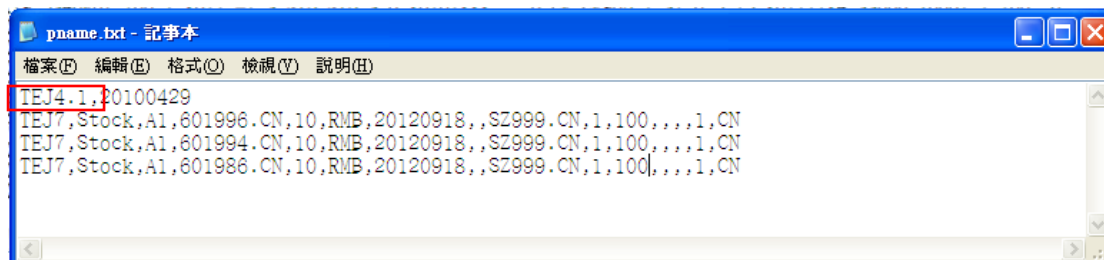 pname.txt - 記事本
檔案(F) 編輯(E) 格式(O) 檢視(V) 說明(H)
TEJ4.1,20100429
TEJ7,Stock,A1,601996.CN,10,RMB,20120918,,SZ999.CN,1,100,,,,1,CN
TEJ7,Stock,A1,601994.CN,10,RMB,20120918,,SZ999.CN,1,100,,,,1,CN
TEJ7,Stock,A1,601986.CN,10,RMB,20120918,,SZ999.CN,1,100,,,,1,CN